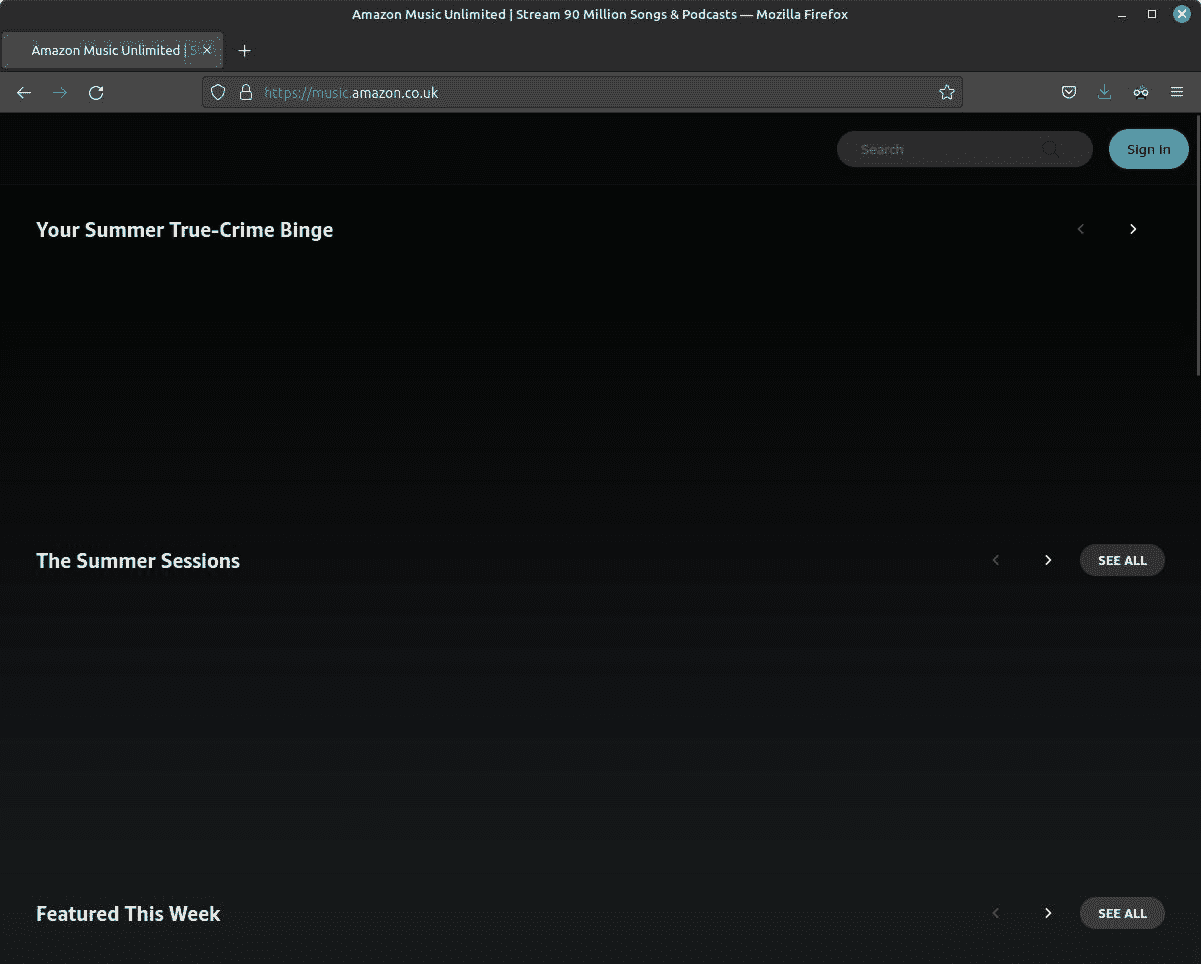 Amazon Music Unlimited | Stream 90 Million Songs & Podcasts — Mozilla Firefox
Amazon Music Unlimited | S
https://music.amazon.co.uk
Search
Sign In
Your Summer True-Crime Binge
The Summer Sessions
SEE ALL
Featured This Week
SEE ALL